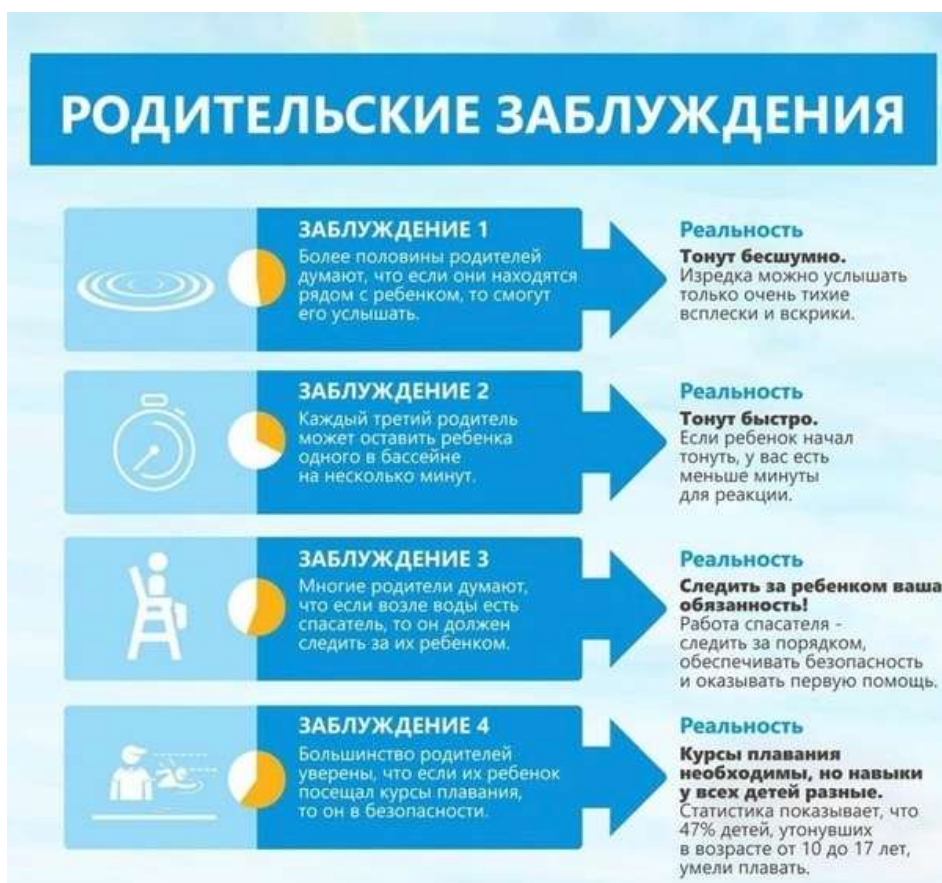 РОДИТЕЛЬСКИЕ ЗАБЛУЖДЕНИЯ
ЗАБЛУЖДЕНИЕ 1
Более половины родителей
думают, что если они находятся
рядом с ребенком, то смогут
его услышать.
Реальность
Тонут бесшумно.
Изредка можно услышать
только очень тихие
всплески и вскрики.
ЗАБЛУЖДЕНИЕ 2
Каждый третий родитель
может оставить ребенка
одного в бассейне
на несколько минут.
Реальность
Тонут быстро.
Если ребенок начал
тонуть, у вас есть
меньше минуты
для реакции.
ЗАБЛУЖДЕНИЕ 3
Многие родители думают,
что если возле воды есть
спасатель, то он должен
следить за их ребенком.
Реальность
Следить за ребенком ваша
обязанность!
Работа спасателя -
следить за порядком,
обеспечивать безопасность
и оказывать первую помощь.
ЗАБЛУЖДЕНИЕ 4
Большинство родителей
уверены, что если их ребенок
посещал курсы плавания,
то он в безопасности.
Реальность
Курсы плавания
необходимы, но навыки
у всех детей разные.
Статистика показывает, что
47% детей, утонувших
в возрасте от 10 до 17 лет,
умели плавать.